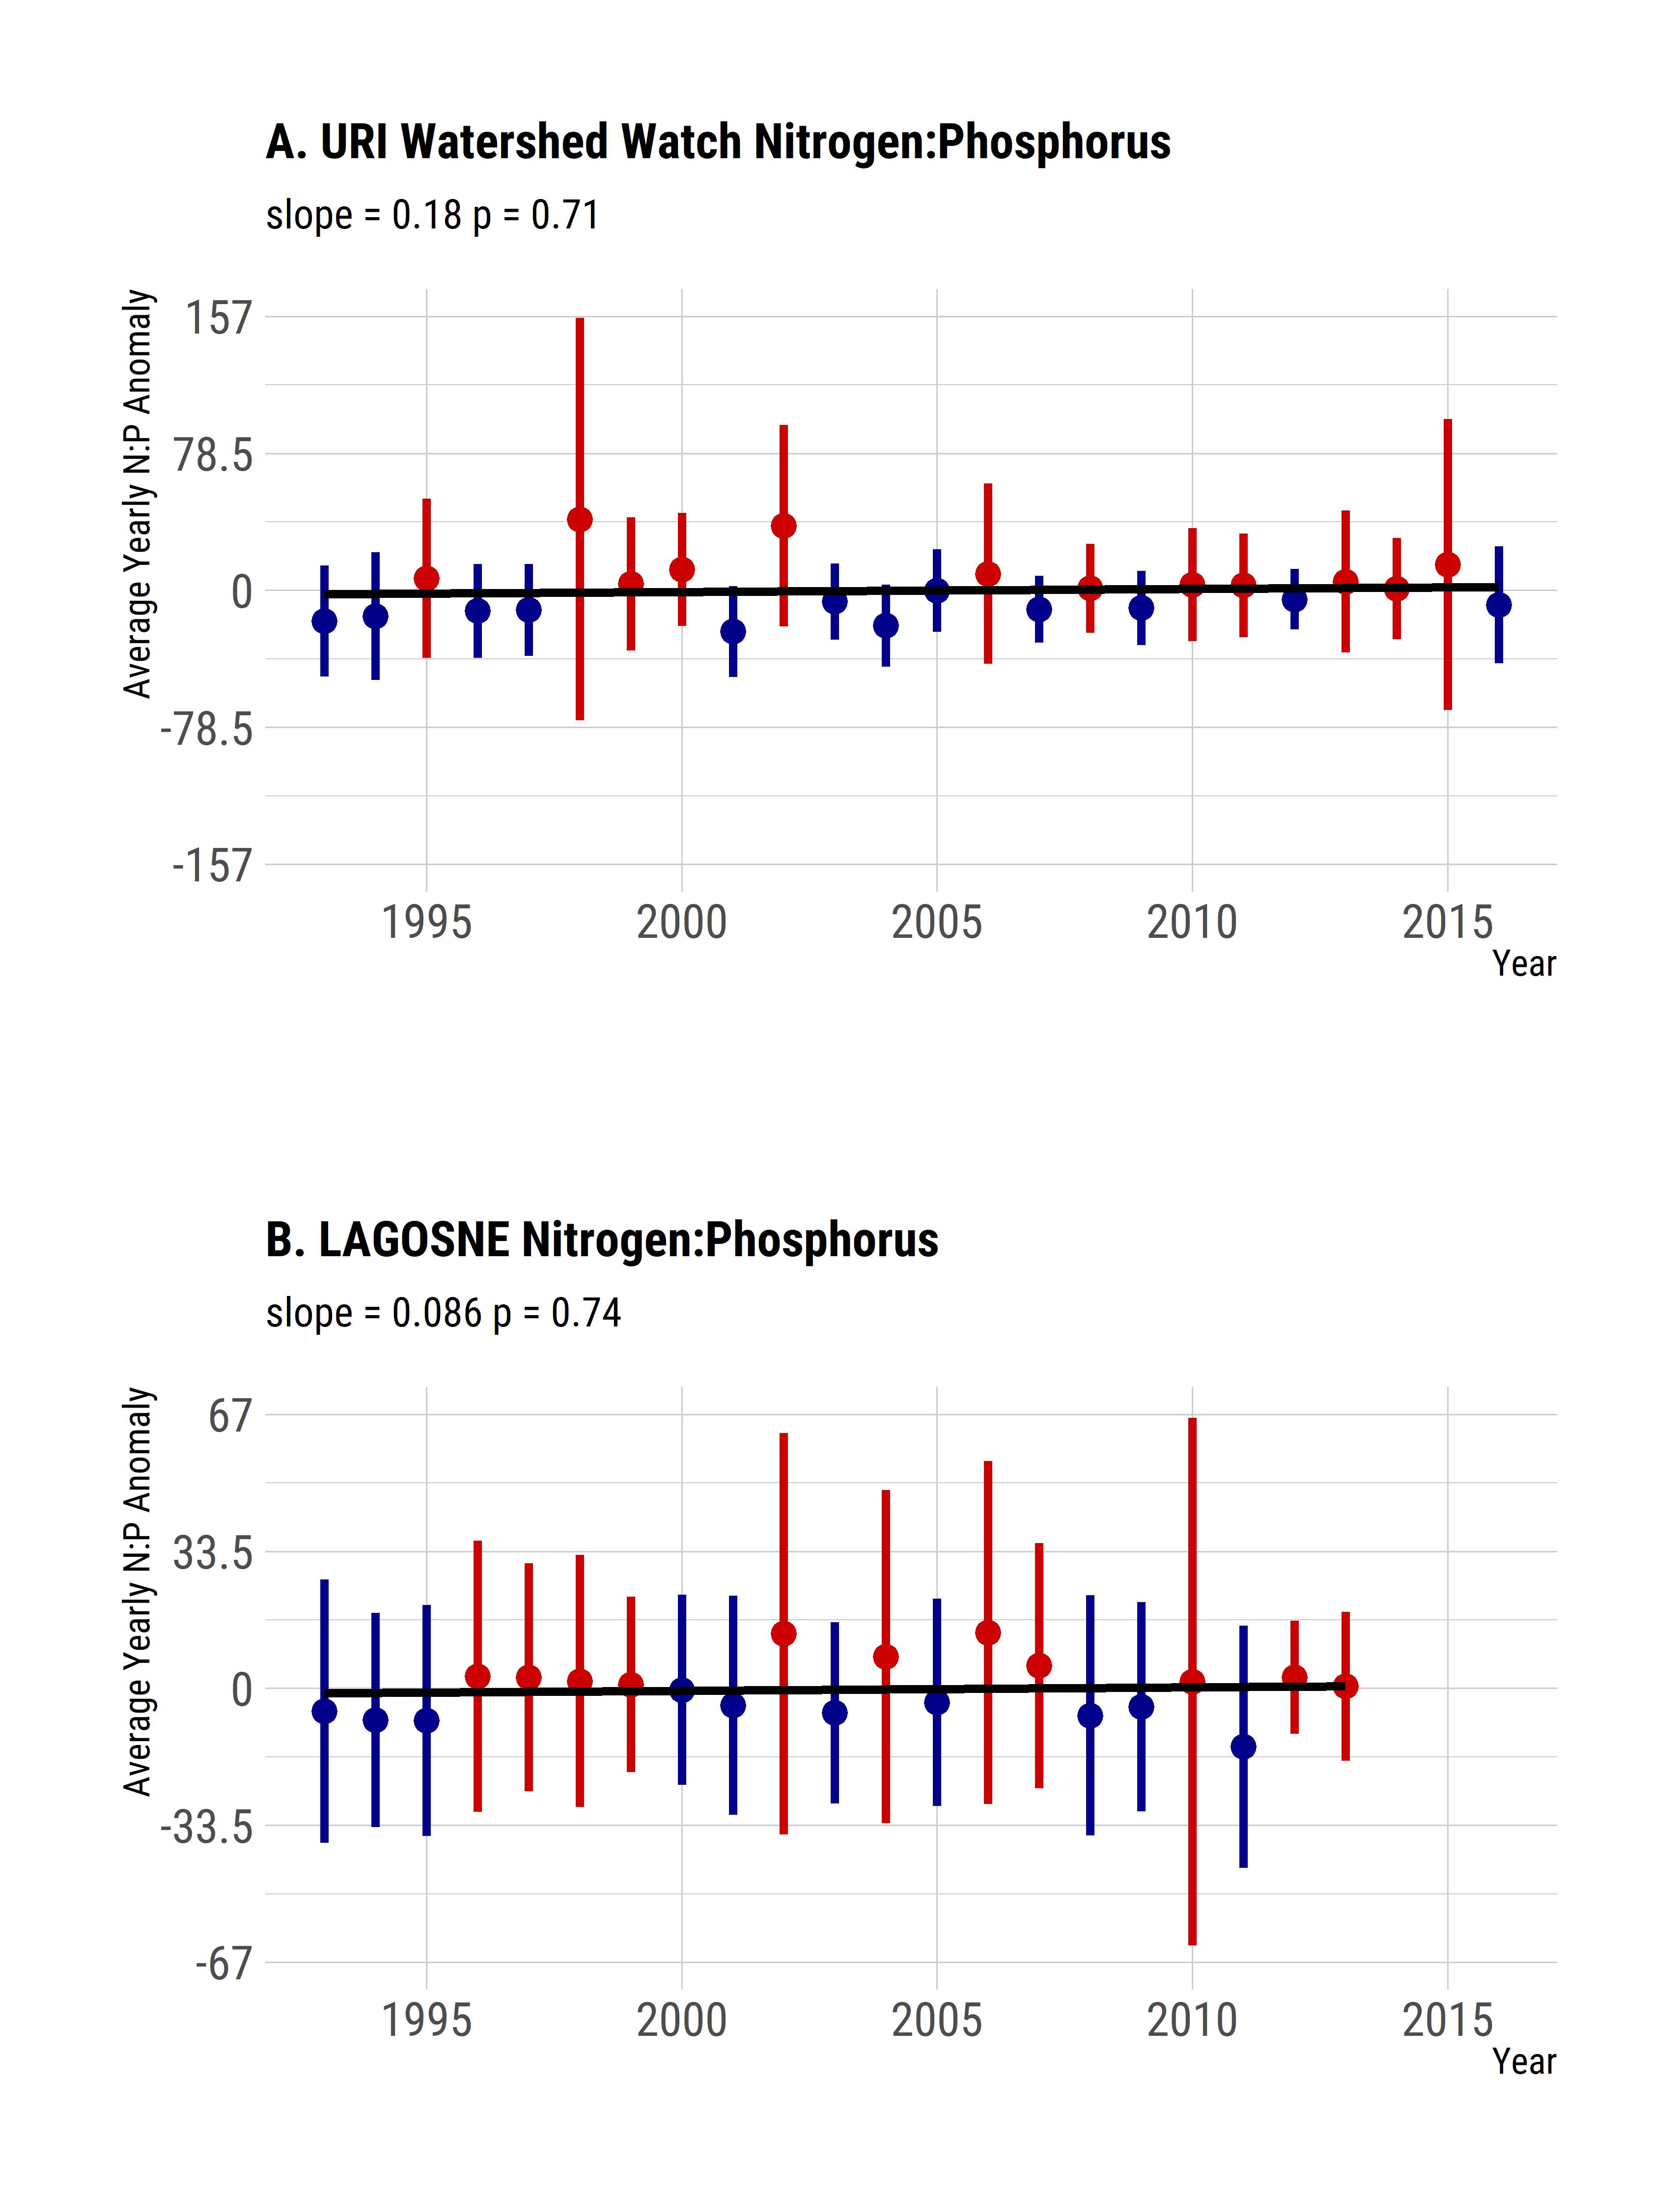 A. URI Watershed Watch Nitrogen:Phosphorus
slope = 0.18 p = 0.71
Average Yearly N:P Anomaly
157
78.5
0
-78.5
-157
1995 2000 2005 2010 2015
Year
B. LAGOSNE Nitrogen:Phosphorus
slope = 0.086 p = 0.74
Average Yearly N:P Anomaly
67
33.5
0
-33.5
-67
1995 2000 2005 2010 2015
Year